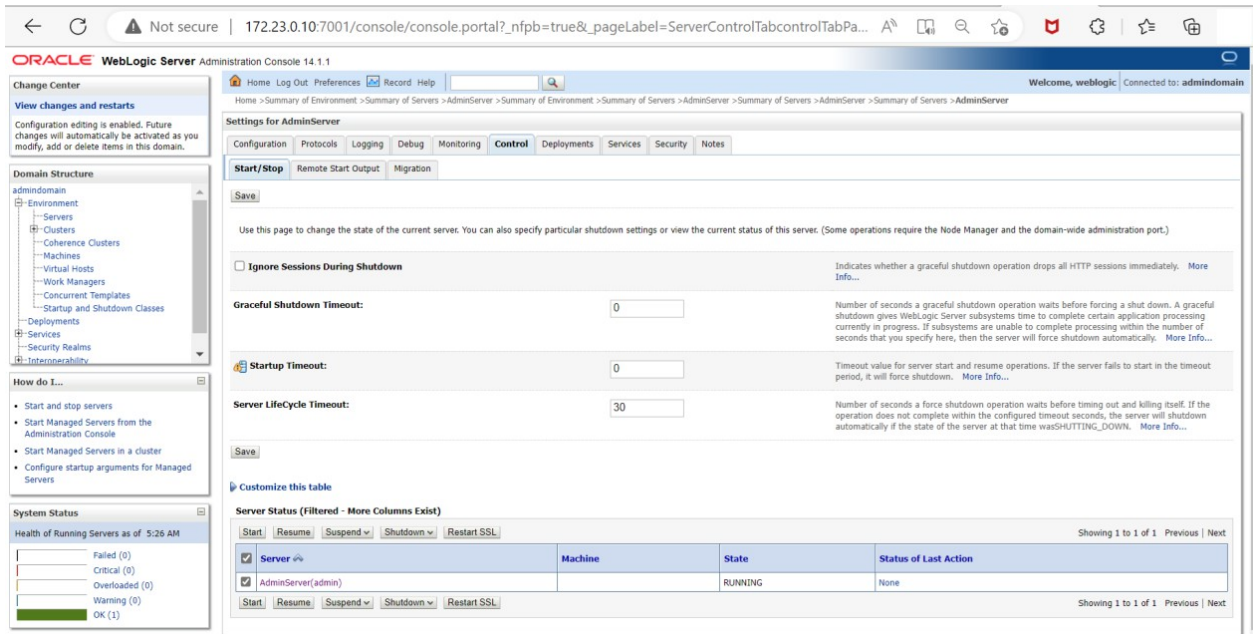 Not secure | 172.23.0.10:7001/console/console.portal?_nfpb=true&_pageLabel=ServerControlTabcontrolTabPa...
ORACLE WebLogic Server Administration Console 14.1.1
Change Center
View changes and restarts
Configuration editing is enabled. Future
changes will automatically be activated as you
modify, add or delete items in this domain.
Domain Structure
admindomain
Environment
Servers
Clusters
Coherence Clusters
Machines
Virtual Hosts
Work Managers
Concurrent Templates
Startup and Shutdown Classes
Deployments
Services
Security Realms
Interoperability
How do I...
Start and stop servers
Start Managed Servers from the
Administration Console
Start Managed Servers in a cluster
Configure startup arguments for Managed
Servers
System Status
Health of Running Servers as of 5:26 AM
Failed (0)
Critical (0)
Overloaded (0)
Warning (0)
OK (1)
Home Log Out Preferences Record Help
Welcome, weblogic Connected to: admindomain
Home >Summary of Environment >Summary of Servers >AdminServer >Summary of Environment >Summary of Servers >AdminServer >Summary of Servers >AdminServer >Summary of Servers >AdminServer
Settings for AdminServer
Configuration Protocols Logging Debug Monitoring Control Deployments Services Security Notes
Start/Stop Remote Start Output Migration
Save
Use this page to change the state of the current server. You can also specify particular shutdown settings or view the current status of this server. (Some operations require the Node Manager and the domain-wide administration port.)
Ignore Sessions During Shutdown
Indicates whether a graceful shutdown operation drops all HTTP sessions immediately. More
Info...
Graceful Shutdown Timeout:
0
Number of seconds a graceful shutdown operation waits before forcing a shut down. A graceful
shutdown gives WebLogic Server subsystems time to complete certain application processing
currently in progress. If subsystems are unable to complete processing within the number of
seconds that you specify here, then the server will force shutdown automatically. More Info...
Startup Timeout:
0
Timeout value for server start and resume operations. If the server fails to start in the timeout
period, it will force shutdown. More Info...
Server LifeCycle Timeout:
30
Number of seconds a force shutdown operation waits before timing out and killing itself. If the
operation does not complete within the configured timeout seconds, the server will shutdown
automatically if the state of the server at that time wasSHUTTING_DOWN. More Info...
Save
Customize this table
Server Status (Filtered - More Columns Exist)
Start Resume Suspend Shutdown Restart SSL
Showing 1 to 1 of 1 Previous | Next
Server Machine State Status of Last Action
AdminServer(admin) RUNNING None
Start Resume Suspend Shutdown Restart SSL
Showing 1 to 1 of 1 Previous | Next